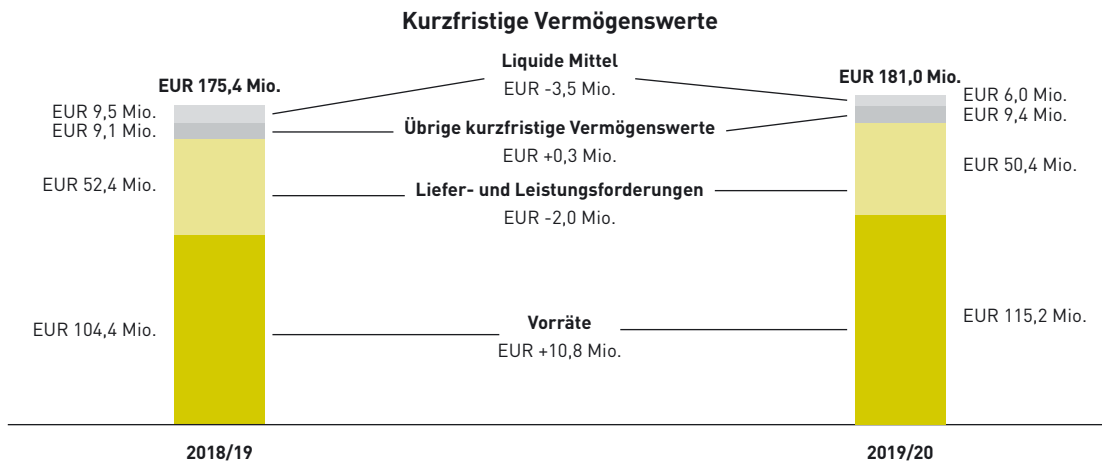 Kurzfristige Vermögenswerte
Liquide Mittel
EUR -3,5 Mio.
EUR 175,4 Mio.
EUR 181,0 Mio.
EUR 9,5 Mio.
EUR 9,1 Mio.
EUR 6,0 Mio.
EUR 9,4 Mio.
Übrige kurzfristige Vermögenswerte
EUR +0,3 Mio.
EUR 52,4 Mio.
EUR 50,4 Mio.
Liefer- und Leistungsforderungen
EUR -2,0 Mio.
EUR 104,4 Mio.
Vorräte
EUR +10,8 Mio.
EUR 115,2 Mio.
2018/19
2019/20